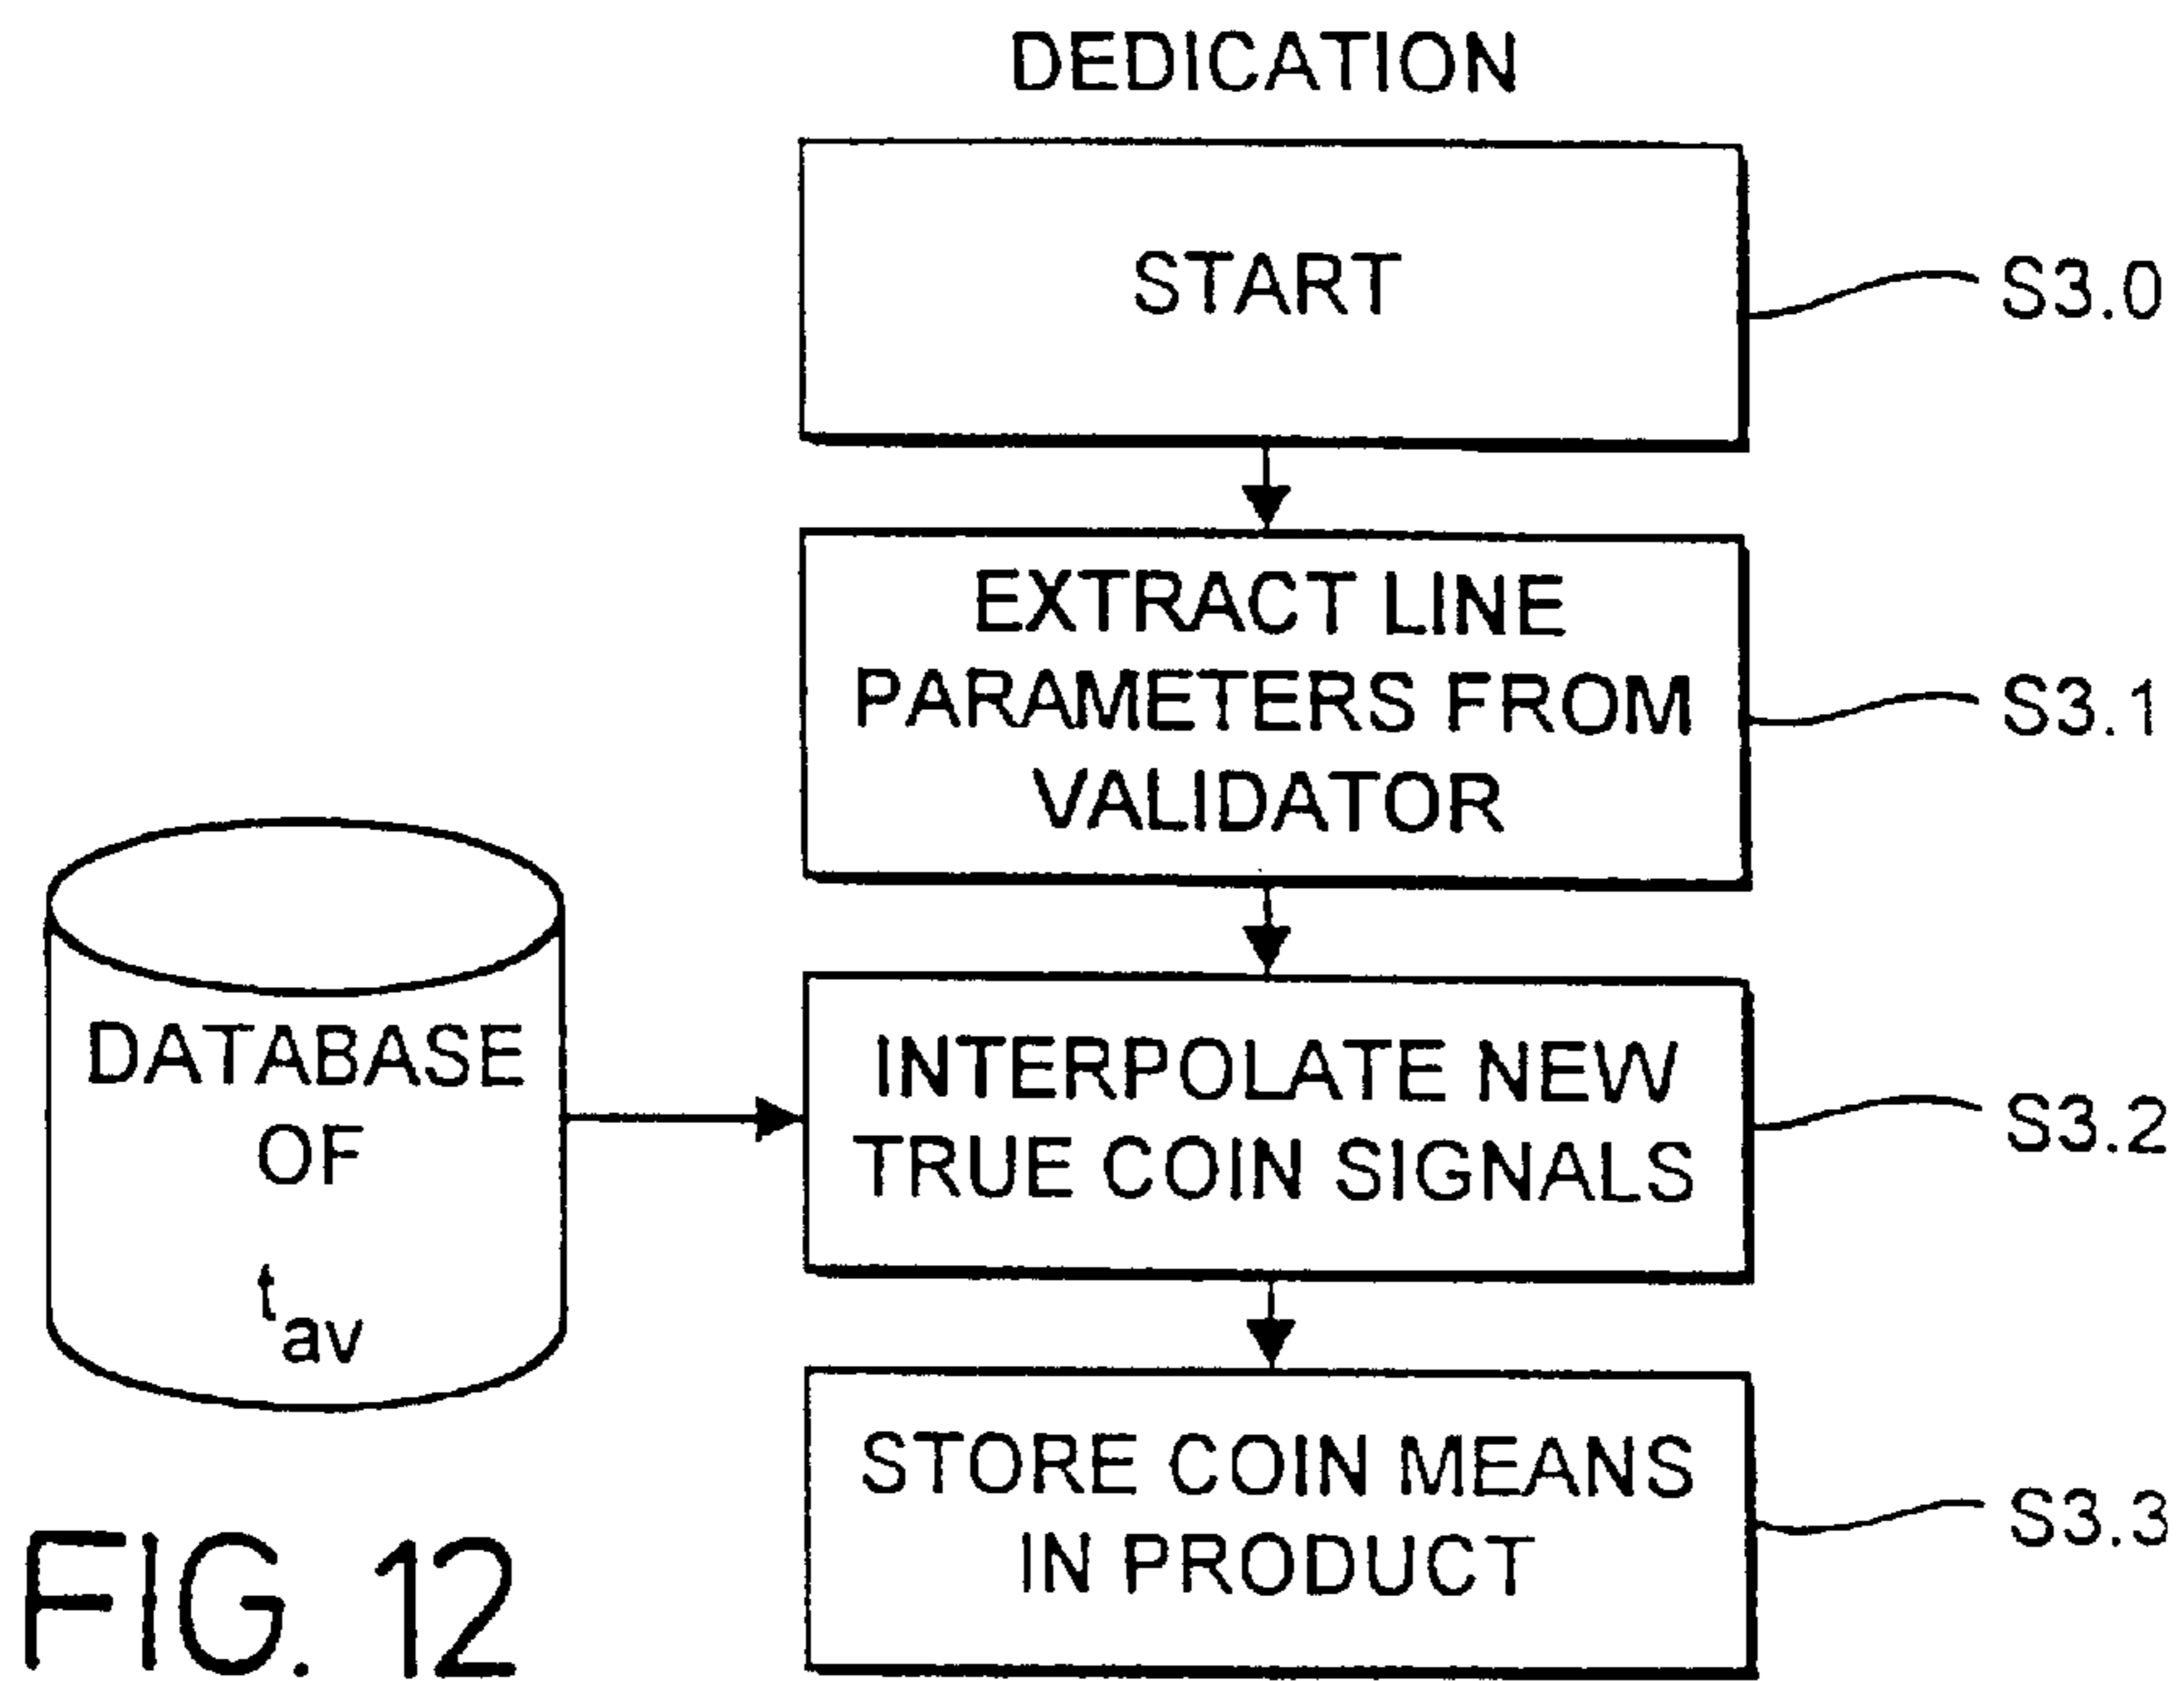 DEDICATION
START
S3.0
EXTRACT LINE
PARAMETERS FROM
VALIDATOR
S3.1
DATABASE
OF
t_av
INTERPOLATE NEW
TRUE COIN SIGNALS
S3.2
STORE COIN MEANS
IN PRODUCT
S3.3
FIG. 12